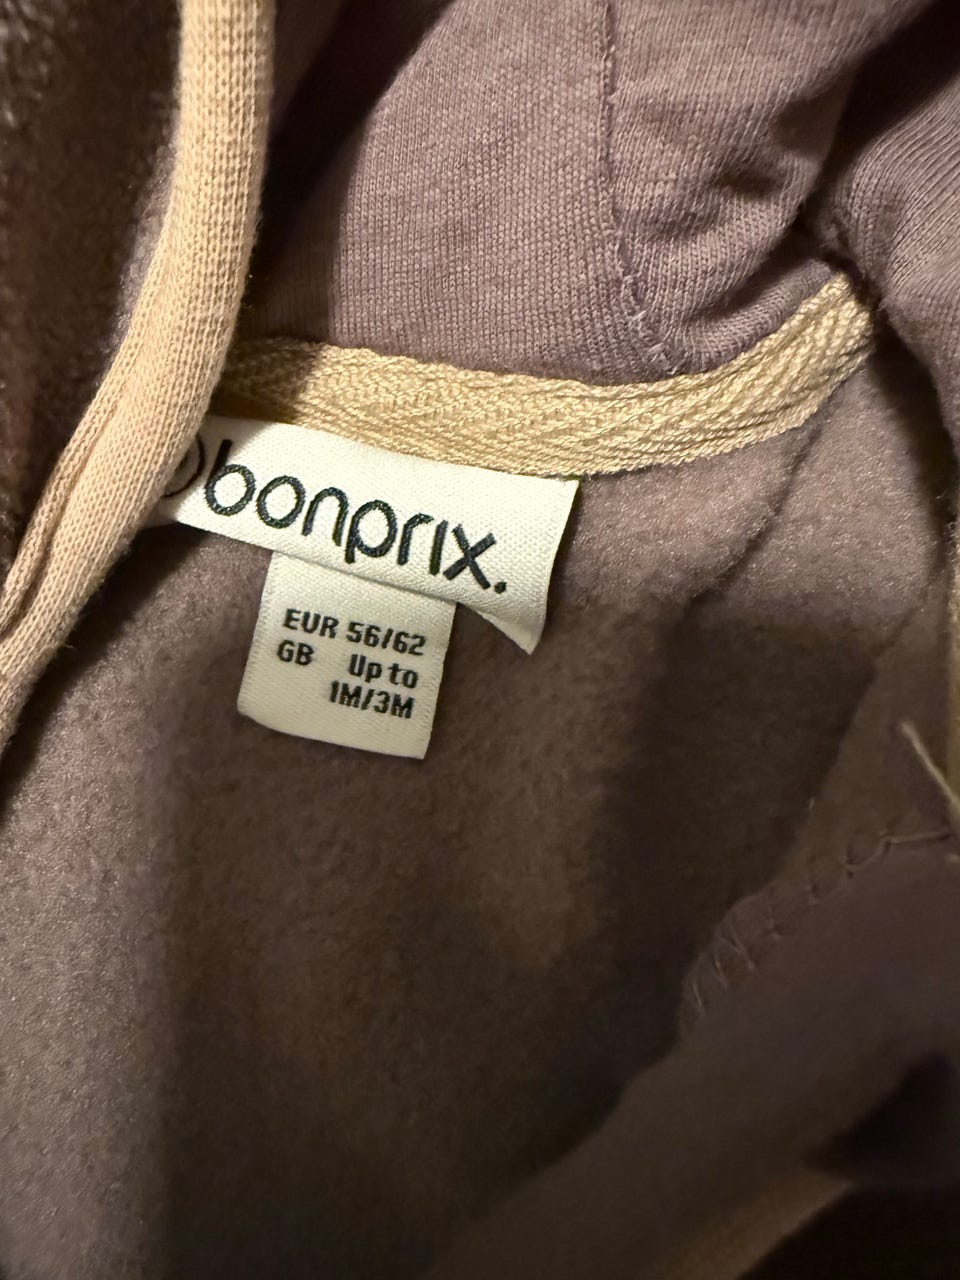 bonprix.
EUR 56/62
GB Up to
1M/3M